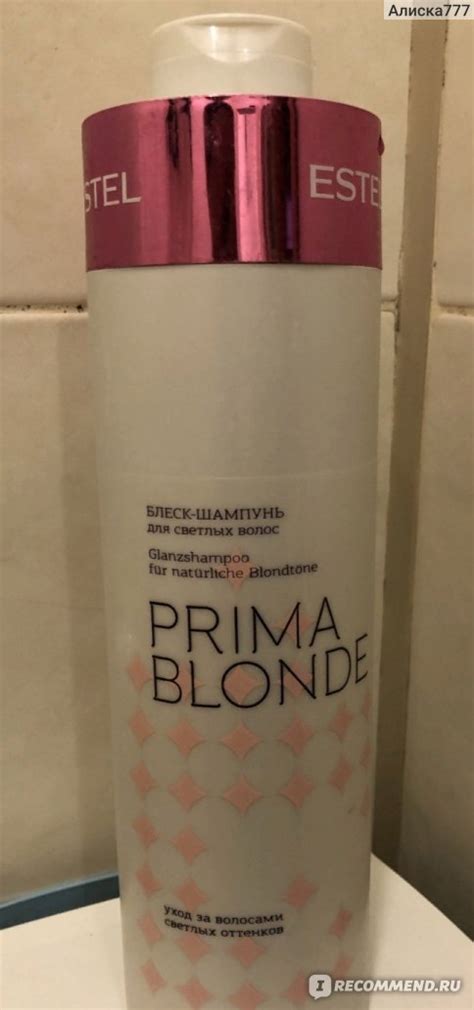 Алиска777
STEL ESTEL
БЛЕСК-ШАМПУНЬ
для светлых волос
Glanzshampoo
für natürliche Blondtöne
PRIMA
BLONDE
уход за волосами
светлых оттенков
I RECOMMEND.RU